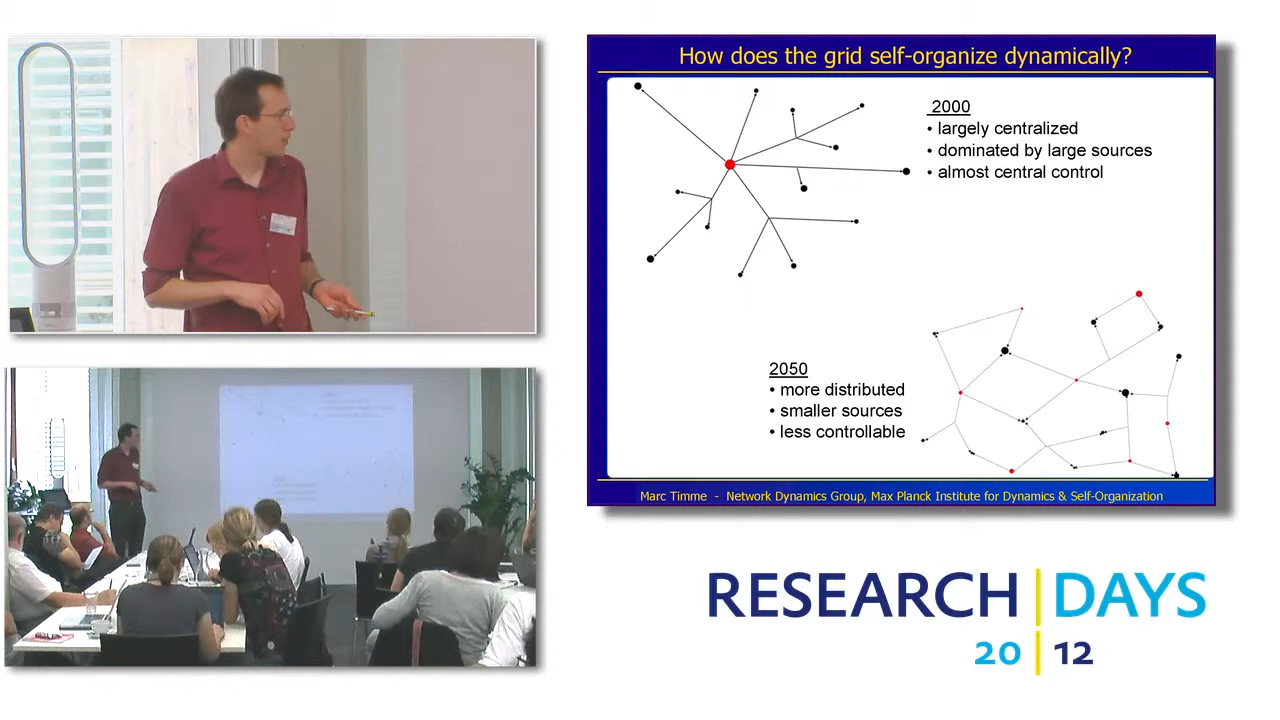 How does the grid self-organize dynamically?
2000
• largely centralized
• dominated by large sources
• almost central control
2050
• more distributed
• smaller sources
• less controllable
Marc Timme - Network Dynamics Group, Max Planck Institute for Dynamics & Self-Organization
RESEARCH DAYS
20 12